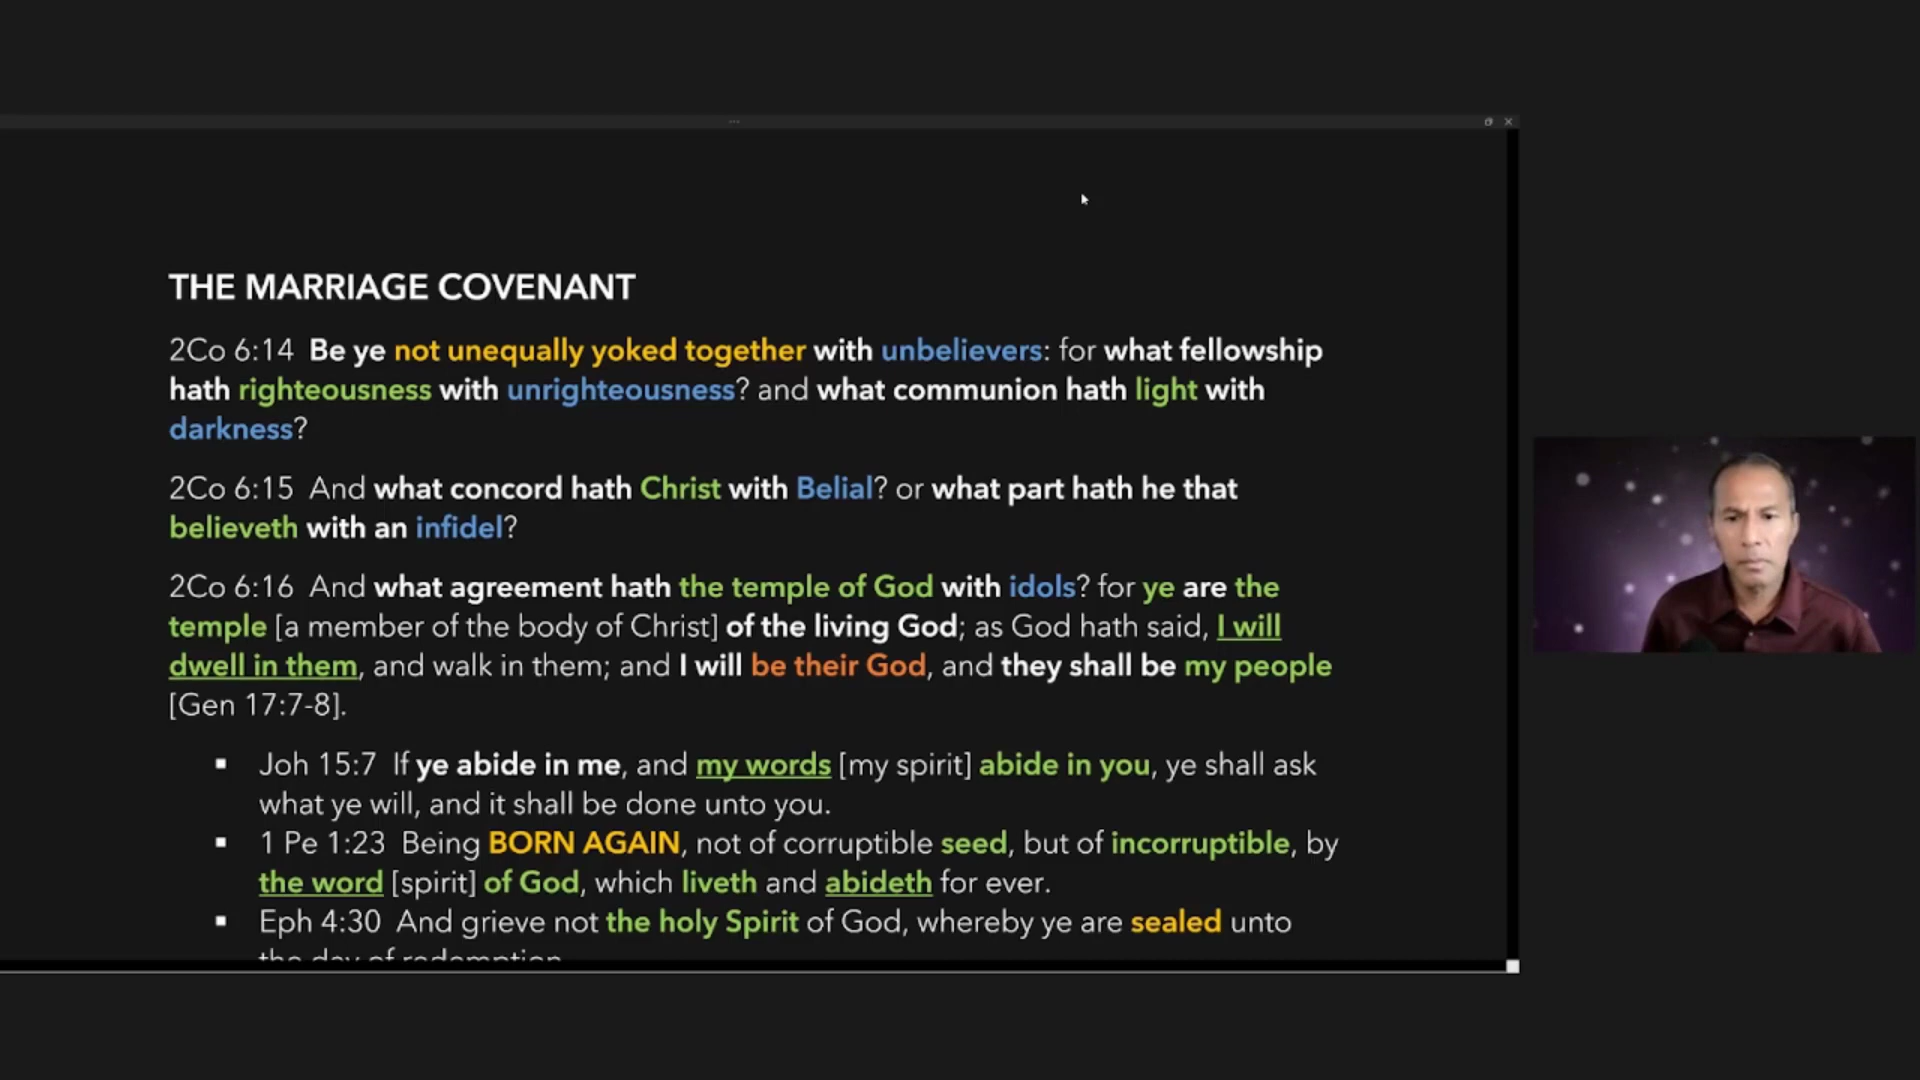 THE MARRIAGE COVENANT
2Co 6:14 Be ye not unequally yoked together with unbelievers: for what fellowship
hath righteousness with unrighteousness? and what communion hath light with
darkness?
2Co 6:15 And what concord hath Christ with Belial? or what part hath he that
believeth with an infidel?
2Co 6:16 And what agreement hath the temple of God with idols? for ye are the
temple [a member of the body of Christ] of the living God; as God hath said, I will
dwell in them, and walk in them; and I will be their God, and they shall be my people
[Gen 17:7-8].
▪ Joh 15:7 If ye abide in me, and my words [my spirit] abide in you, ye shall ask
what ye will, and it shall be done unto you.
▪ 1 Pe 1:23 Being BORN AGAIN, not of corruptible seed, but of incorruptible, by
the word [spirit] of God, which liveth and abideth for ever.
▪ Eph 4:30 And grieve not the holy Spirit of God, whereby ye are sealed unto
the day of redemption